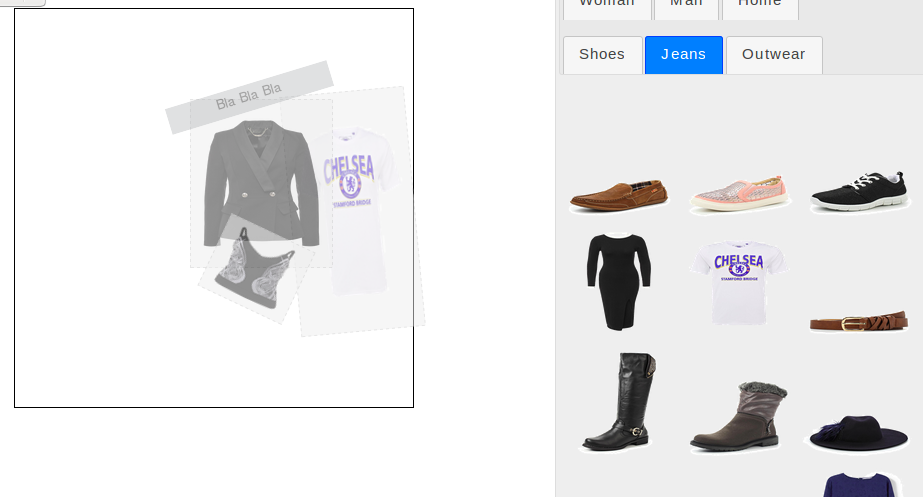 Woman Man Home
Shoes Jeans Outwear
Bla Bla Bla
CHELSEA
STAMFORD BRIDGE
CHELSEA
STAMFORD BRIDGE